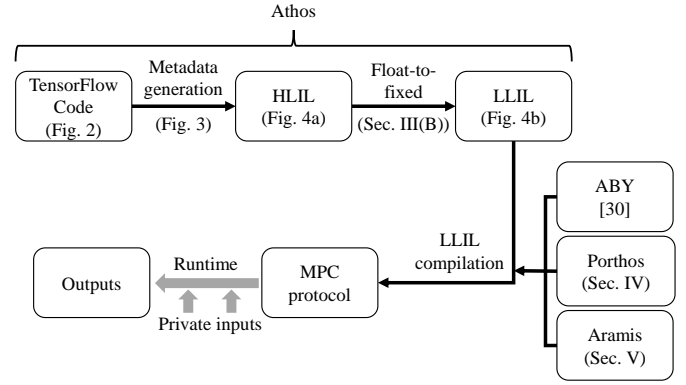 Athos
TensorFlow
Code
(Fig. 2)
Metadata
generation
(Fig. 3)
HLIL
(Fig. 4a)
Float-to-
fixed
(Sec. III(B))
LLIL
(Fig. 4b)
ABY
[30]
Porthos
(Sec. IV)
Aramis
(Sec. V)
LLIL
compilation
MPC
protocol
Runtime
Private inputs
Outputs